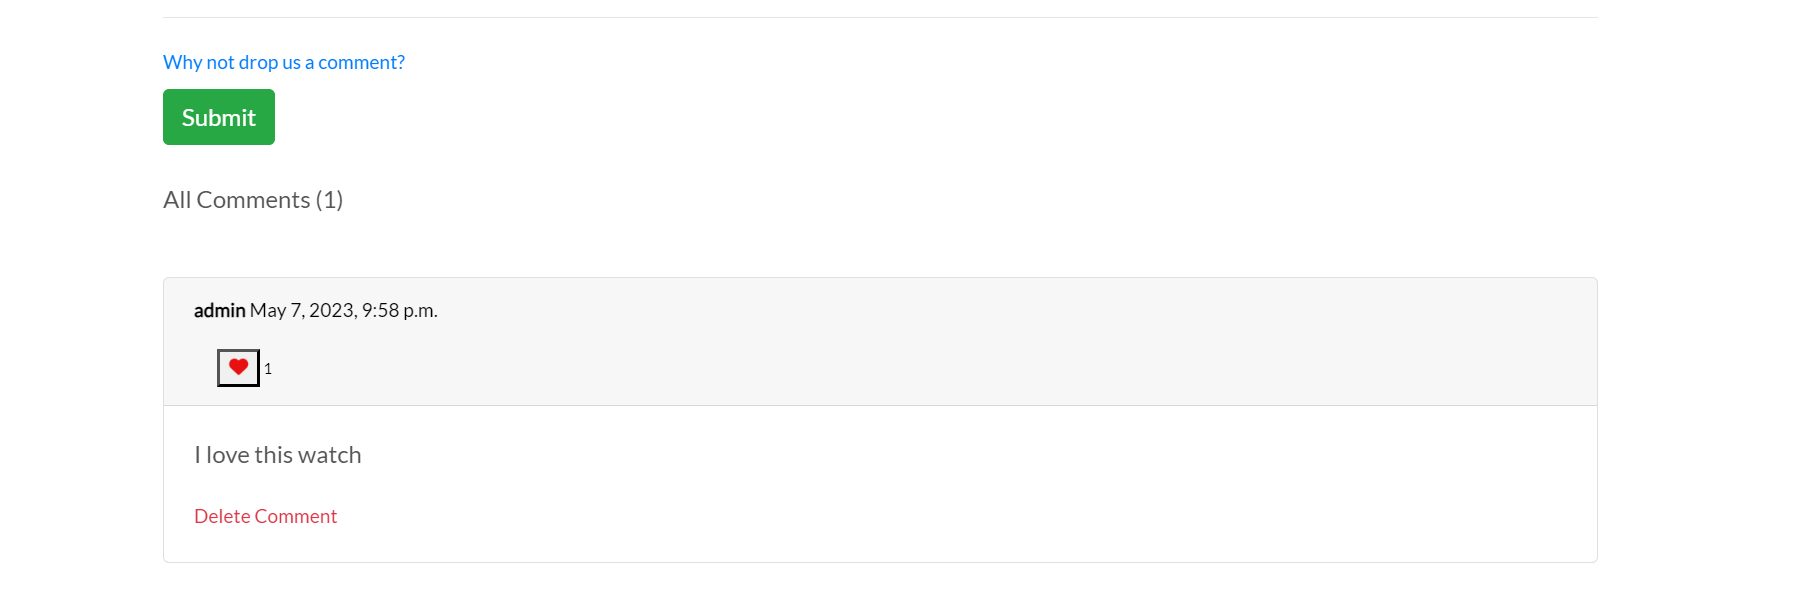 Why not drop us a comment?
Submit
All Comments (1)
admin May 7, 2023, 9:58 p.m.
1
I love this watch
Delete Comment